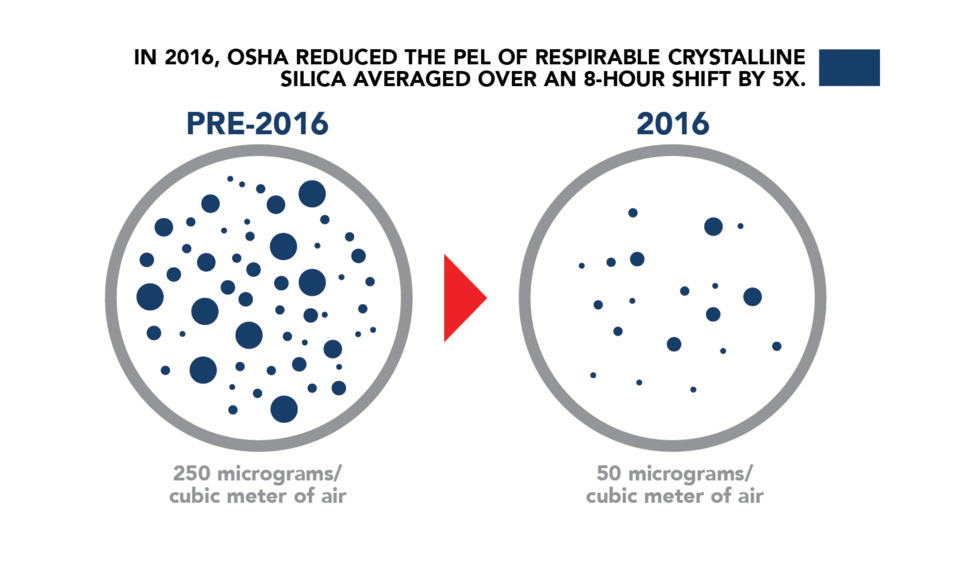 IN 2016, OSHA REDUCED THE PEL OF RESPIRABLE CRYSTALLINE
SILICA AVERAGED OVER AN 8-HOUR SHIFT BY 5X.
PRE-2016
2016
250 micrograms/
cubic meter of air
50 micrograms/
cubic meter of air